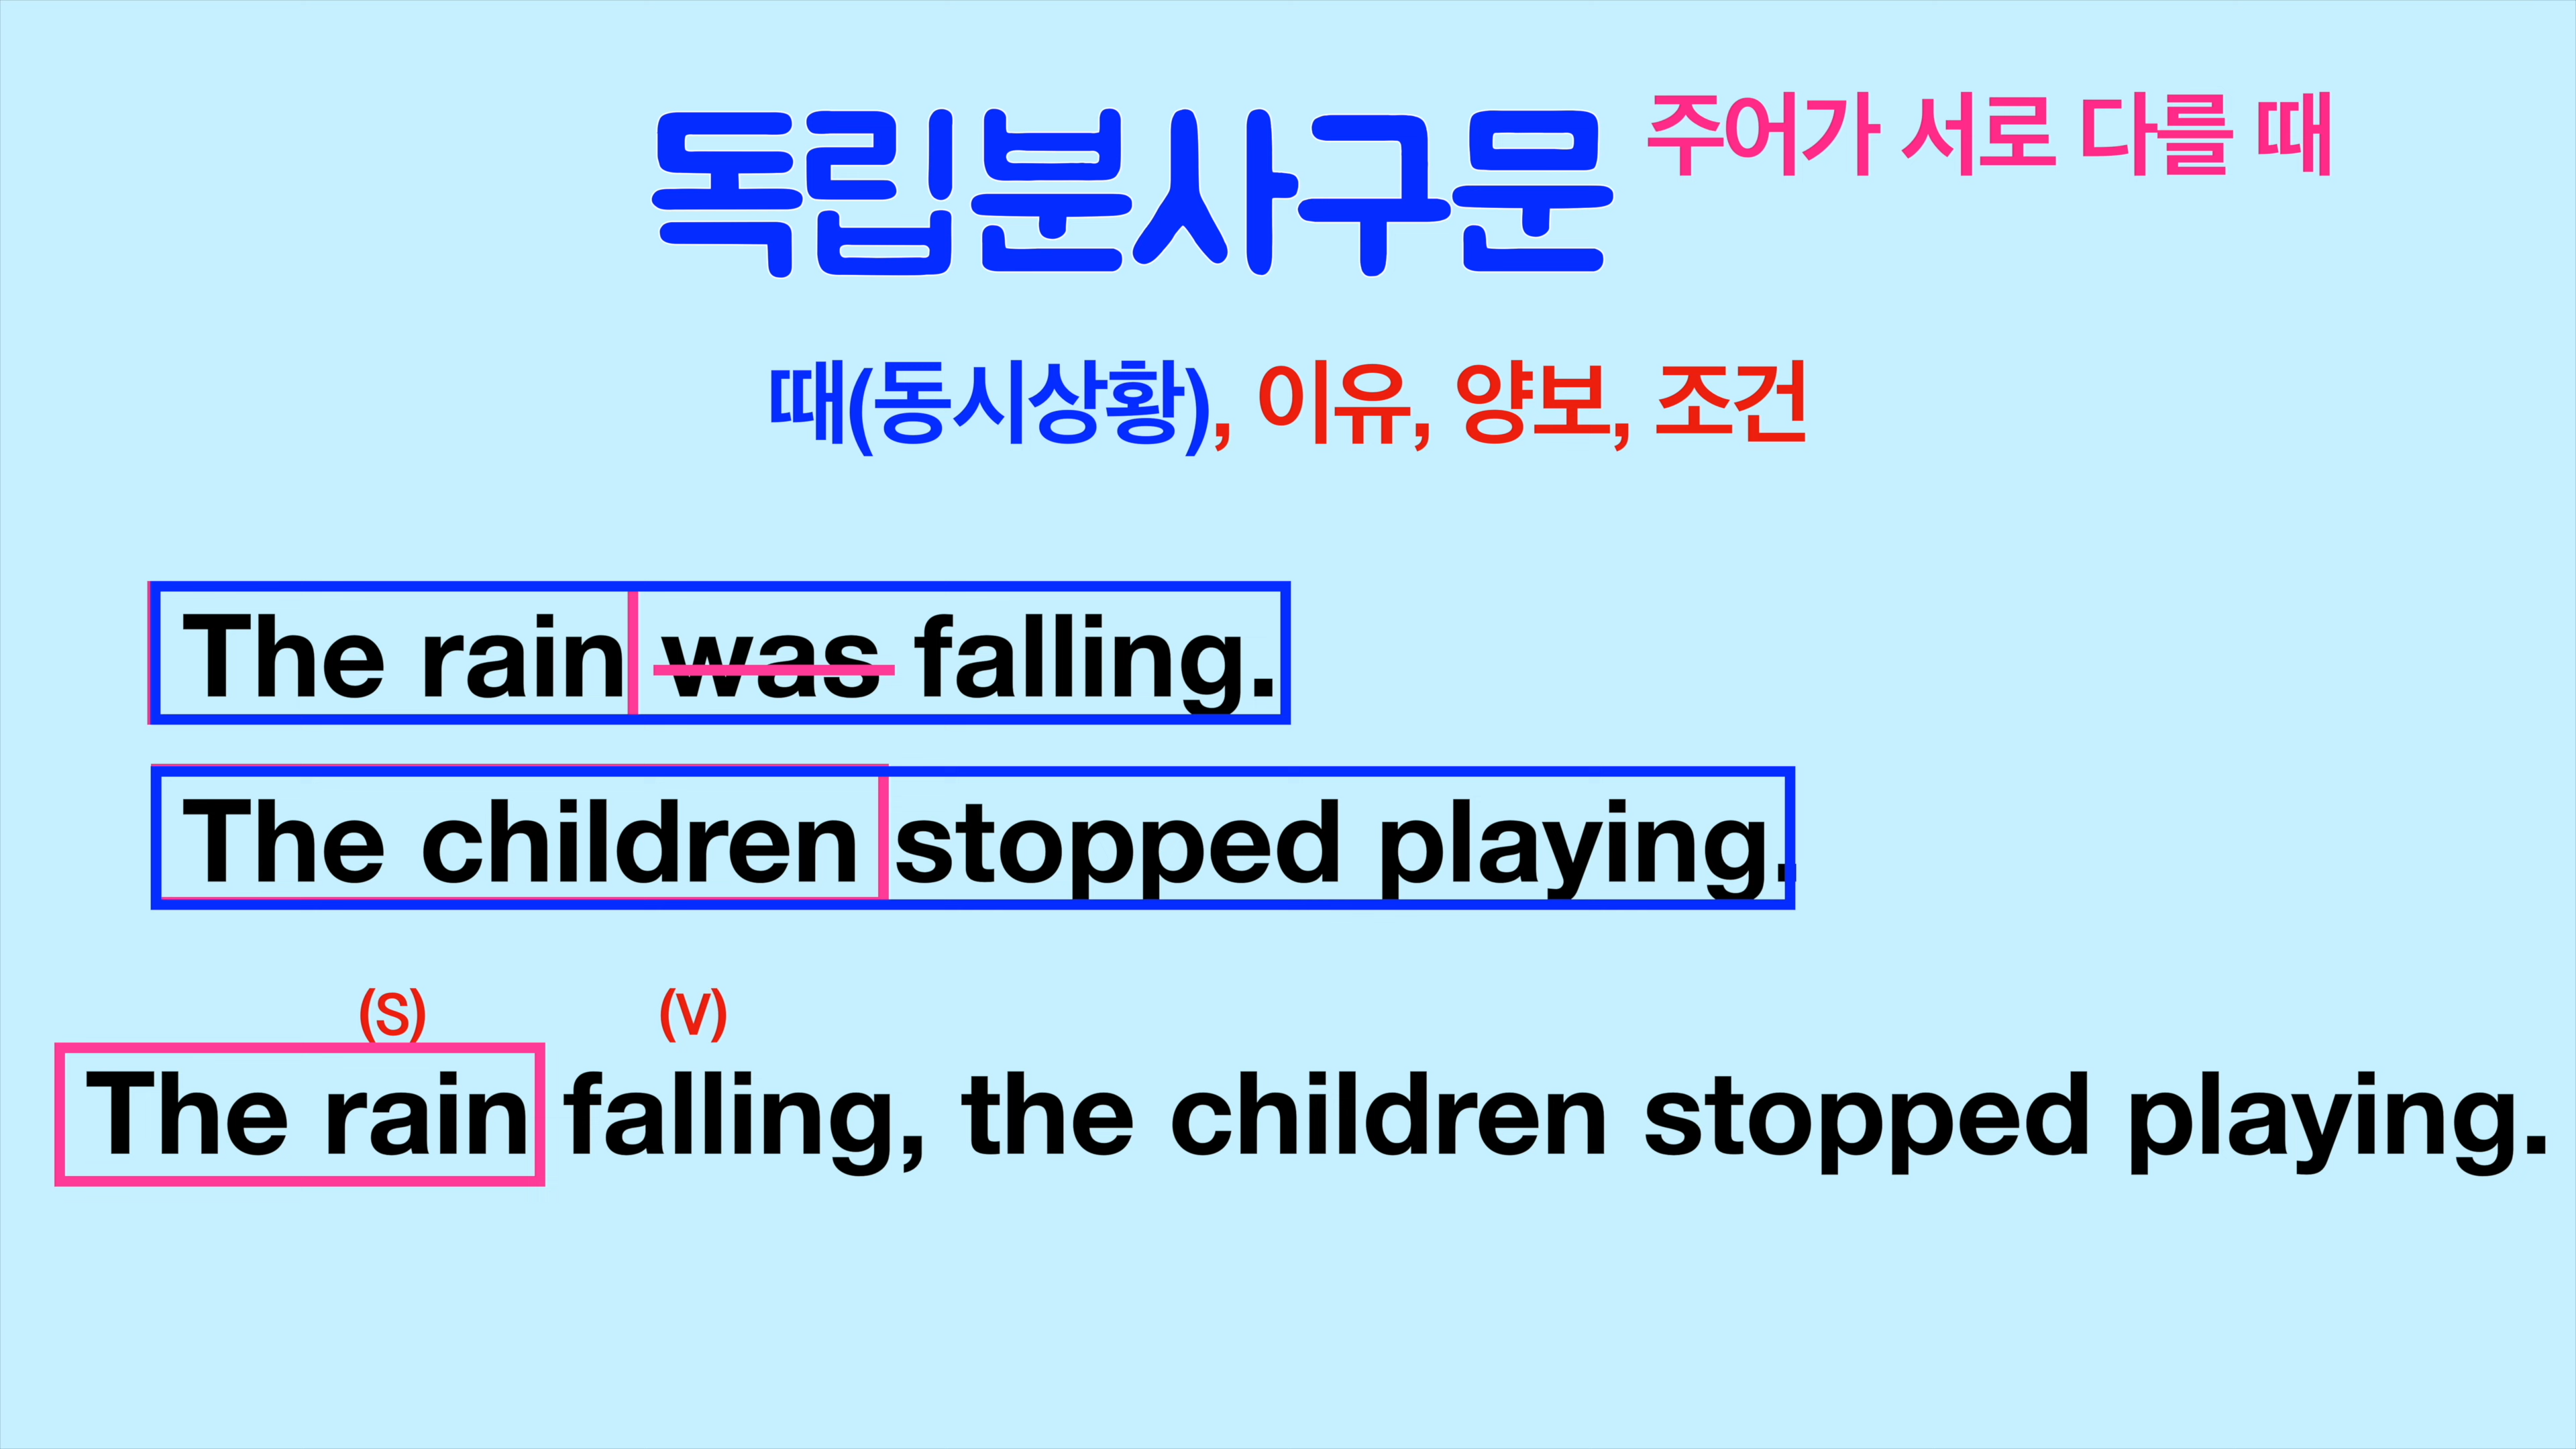 독립분사구문 주어가 서로 다를 때
때(동시상황), 이유, 양보, 조건
The rain was falling.
The children stopped playing.
(S) (V)
The rain falling, the children stopped playing.